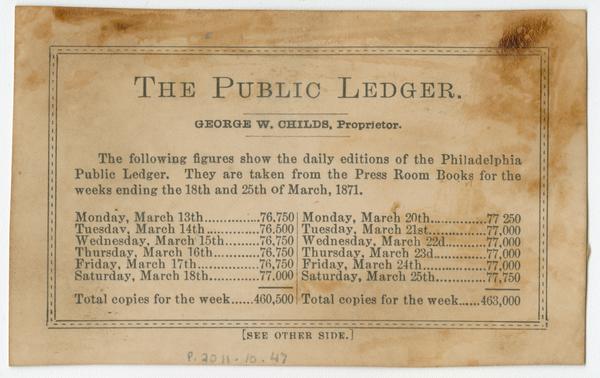 THE PUBLIC LEDGER.
GEORGE W. CHILDS, Proprietor.
The following figures show the daily editions of the Philadelphia
Public Ledger. They are taken from the Press Room Books for the
weeks ending the 18th and 25th of March, 1871.
Monday, March 13th............76,750
Tuesday, March 14th............76,500
Wednesday, March 15th.......76,750
Thursday, March 16th.........76,750
Friday, March 17th.............76,750
Saturday, March 18th..........77,000
Total copies for the week......460,500
Monday, March 20th............77 250
Tuesday, March 21st............77,000
Wednesday, March 22d.........77,000
Thursday, March 23d...........77,000
Friday, March 24th..............77,000
Saturday, March 25th...........77,750
Total copies for the week......463,000
[SEE OTHER SIDE.]
P.2011.10.47